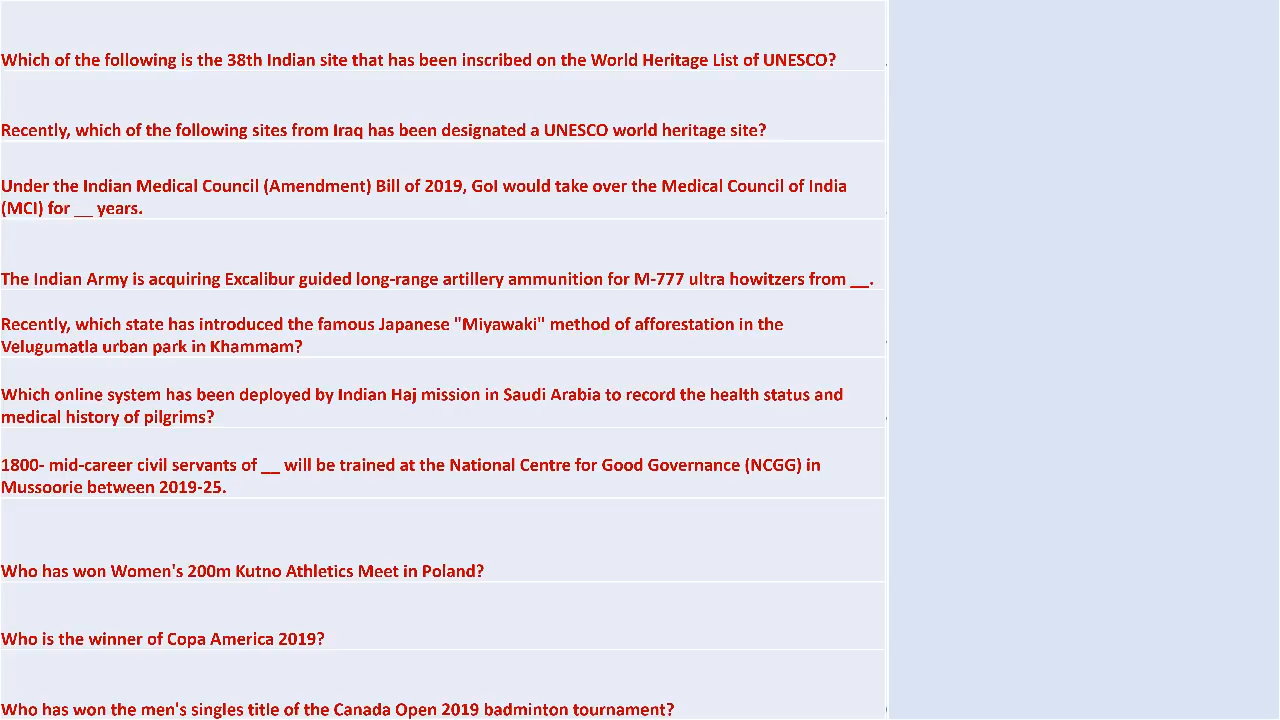 Which of the following is the 38th Indian site that has been inscribed on the World Heritage List of UNESCO?
Recently, which of the following sites from Iraq has been designated a UNESCO world heritage site?
Under the Indian Medical Council (Amendment) Bill of 2019, GoI would take over the Medical Council of India
(MCI) for __ years.
The Indian Army is acquiring Excalibur guided long-range artillery ammunition for M-777 ultra howitzers from __.
Recently, which state has introduced the famous Japanese "Miyawaki" method of afforestation in the
Velugumatla urban park in Khammam?
Which online system has been deployed by Indian Haj mission in Saudi Arabia to record the health status and
medical history of pilgrims?
1800- mid-career civil servants of __ will be trained at the National Centre for Good Governance (NCGG) in
Mussoorie between 2019-25.
Who has won Women's 200m Kutno Athletics Meet in Poland?
Who is the winner of Copa America 2019?
Who has won the men's singles title of the Canada Open 2019 badminton tournament?